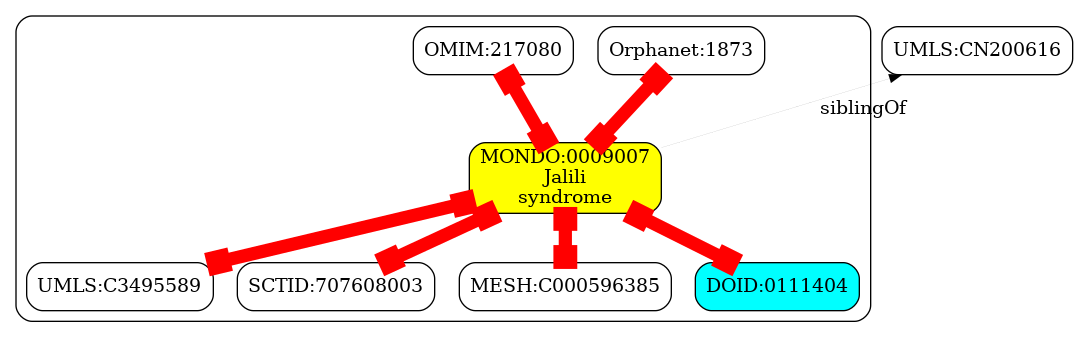 OMIM:217080
Orphanet:1873
UMLS:CN200616
siblingOf
MONDO:0009007
Jalili
syndrome
UMLS:C3495589
SCTID:707608003
MESH:C000596385
DOID:0111404